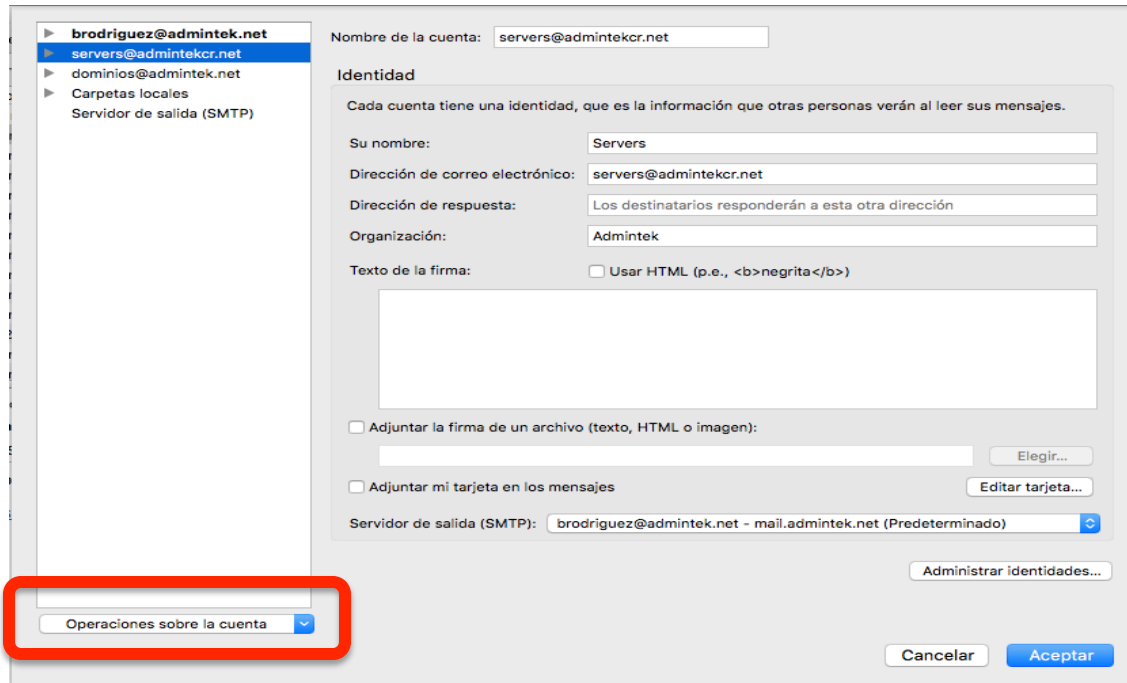 brodriguez@admintek.net
servers@admintekcr.net
dominios@admintek.net
Carpetas locales
Servidor de salida (SMTP)
Operaciones sobre la cuenta
Nombre de la cuenta: servers@admintekcr.net
Identidad
Cada cuenta tiene una identidad, que es la información que otras personas verán al leer sus mensajes.
Su nombre: Servers
Dirección de correo electrónico: servers@admintekcr.net
Dirección de respuesta: Los destinatarios responderán a esta otra dirección
Organización: Admintek
Texto de la firma: Usar HTML (p.e., <b>negrita</b>)
Adjuntar la firma de un archivo (texto, HTML o imagen):
Elegir...
Adjuntar mi tarjeta en los mensajes Editar tarjeta...
Servidor de salida (SMTP): brodriguez@admintek.net - mail.admintek.net (Predeterminado)
Administrar identidades...
Cancelar Aceptar